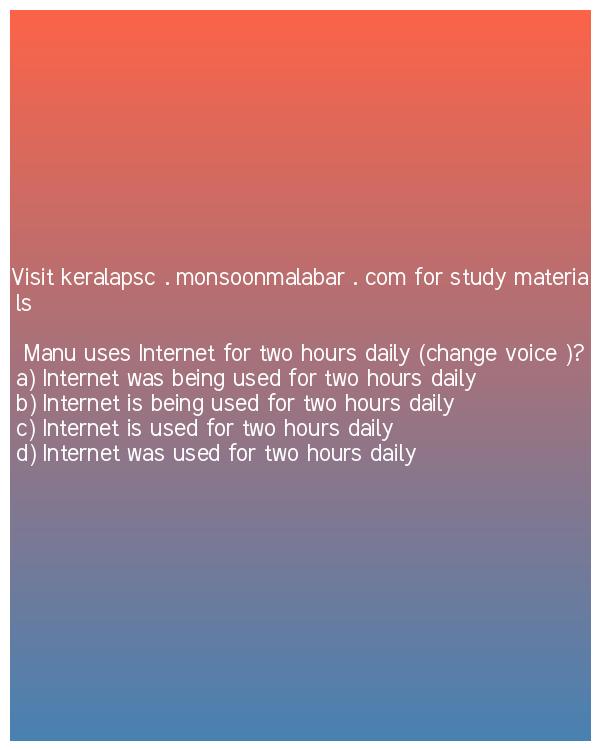 Visit keralapsc . monsoonmalabar . com for study materia
ls
Manu uses Internet for two hours daily (change voice )?
a) Internet was being used for two hours daily
b) Internet is being used for two hours daily
c) Internet is used for two hours daily
d) Internet was used for two hours daily